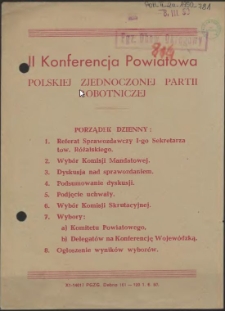 II Konferencja Powiatowa
POLSKIEJ ZJEDNOCZONEJ PARTII
ROBOTNICZEJ
PORZĄDEK DZIENNY:
1. Referat Sprawozdawczy I-go Sekretarza
tow. Różalskiego.
2. Wybór Komisji Mandatowej.
3. Dyskusja nad sprawozdaniem.
4. Podsumowanie dyskusji.
5. Podjęcie uchwały.
6. Wybór Komisji Skrutacyjnej.
7. Wybory:
a) Komitetu Powiatowego,
b) Delegatów na Konferencję Wojewódzką.
8. Ogłoszenie wyników wyborów.